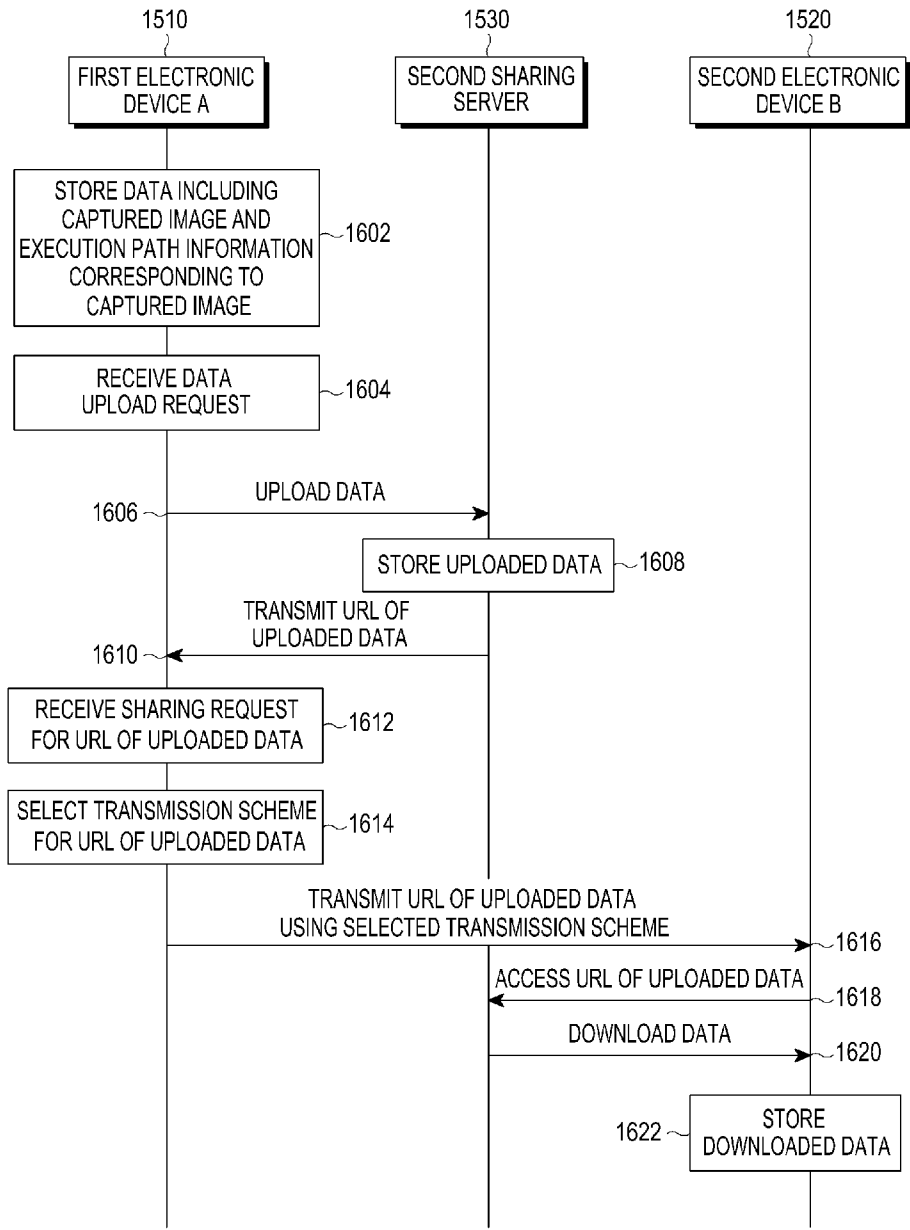 1510
1530
1520
FIRST ELECTRONIC
DEVICE A
SECOND SHARING
SERVER
SECOND ELECTRONIC
DEVICE B
STORE DATA INCLUDING
CAPTURED IMAGE AND
EXECUTION PATH INFORMATION
CORRESPONDING TO
CAPTURED IMAGE
1602
RECEIVE DATA
UPLOAD REQUEST
1604
UPLOAD DATA
1606
STORE UPLOADED DATA
1608
TRANSMIT URL OF
UPLOADED DATA
1610
RECEIVE SHARING REQUEST
FOR URL OF UPLOADED DATA
1612
SELECT TRANSMISSION SCHEME
FOR URL OF UPLOADED DATA
1614
TRANSMIT URL OF UPLOADED DATA
USING SELECTED TRANSMISSION SCHEME
1616
ACCESS URL OF UPLOADED DATA
1618
DOWNLOAD DATA
1620
1622
STORE
DOWNLOADED DATA